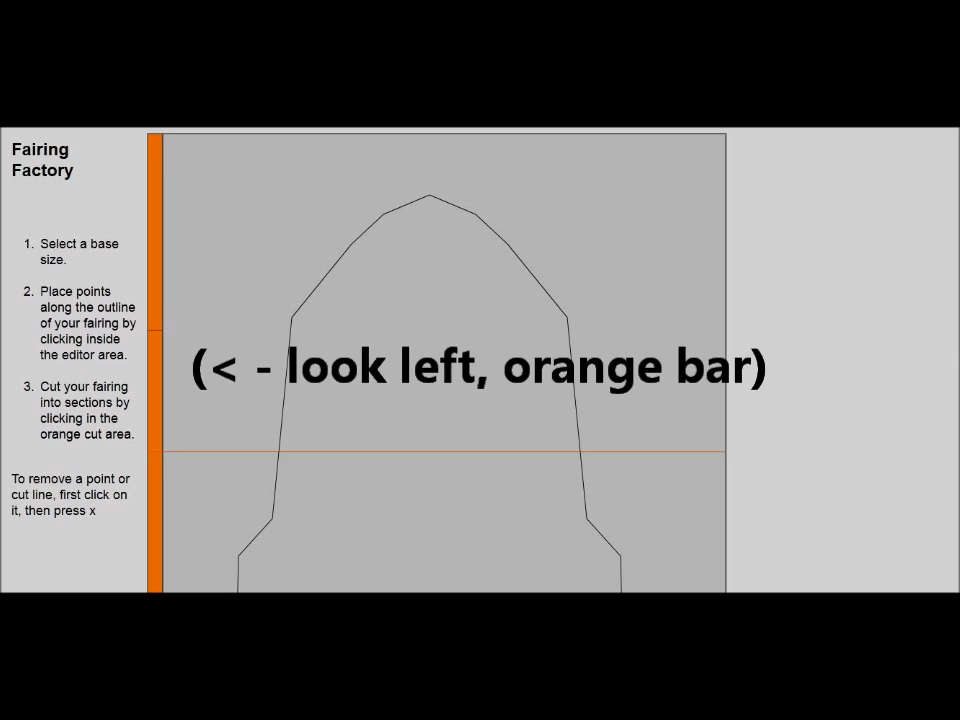 Fairing
Factory
1. Select a base
size.
2. Place points
along the outline
of your fairing by
clicking inside
the editor area.
3. Cut your fairing
into sections by
clicking in the
orange cut area.
To remove a point or
cut line, first click on
it, then press x
(< - look left, orange bar)